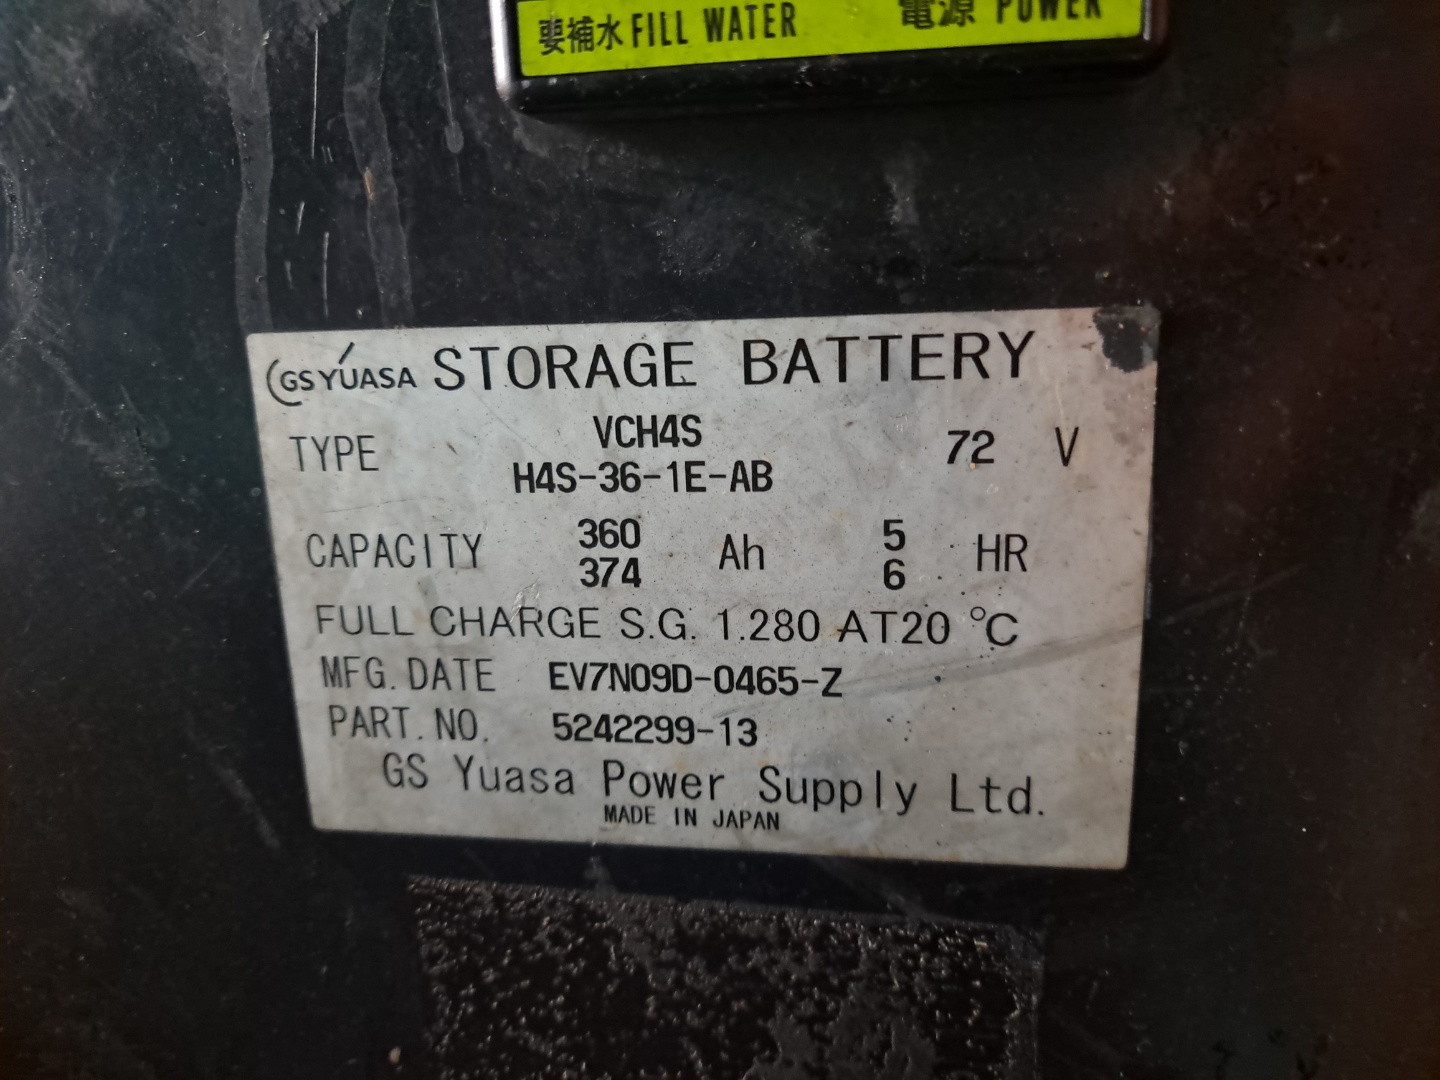 要補水 FILL WATER 電源 POWER
GS YUASA STORAGE BATTERY
TYPE VCH4S 72 V
H4S-36-1E-AB
CAPACITY 360 Ah 5 HR
374 6
FULL CHARGE S.G. 1.280 AT20 ℃
MFG. DATE EV7N09D-0465-Z
PART. NO. 5242299-13
GS Yuasa Power Supply Ltd.
MADE IN JAPAN